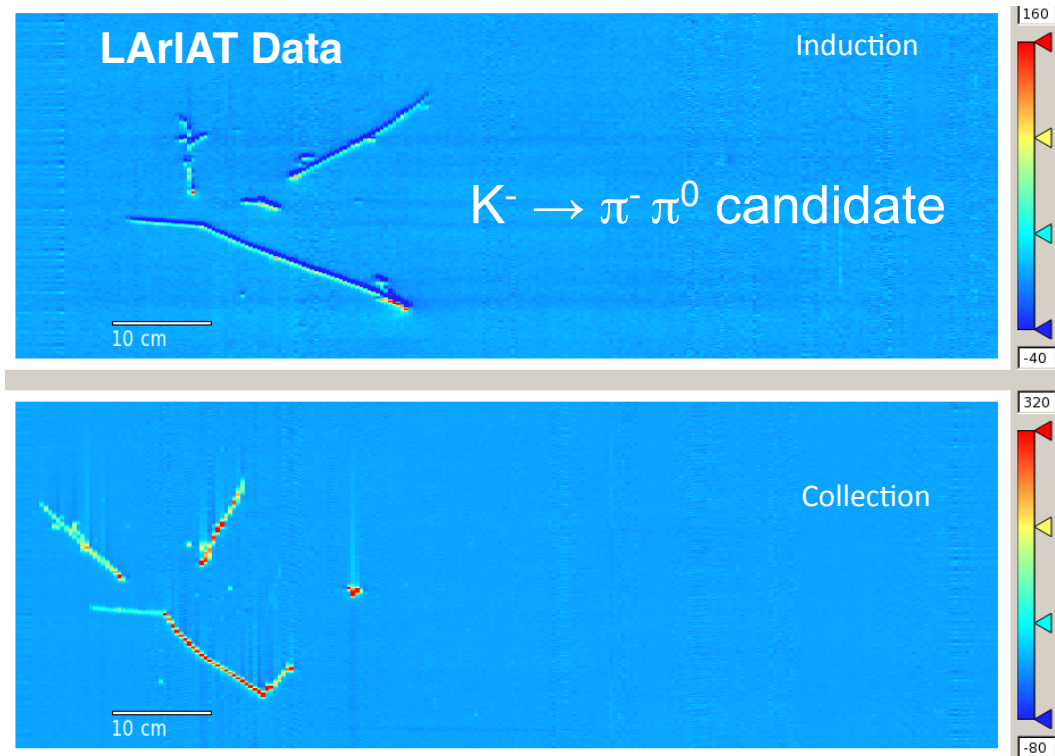 160
LArIAT Data
Induction
K⁻ → π⁻ π⁰ candidate
10 cm
-40
320
Collection
10 cm
-80